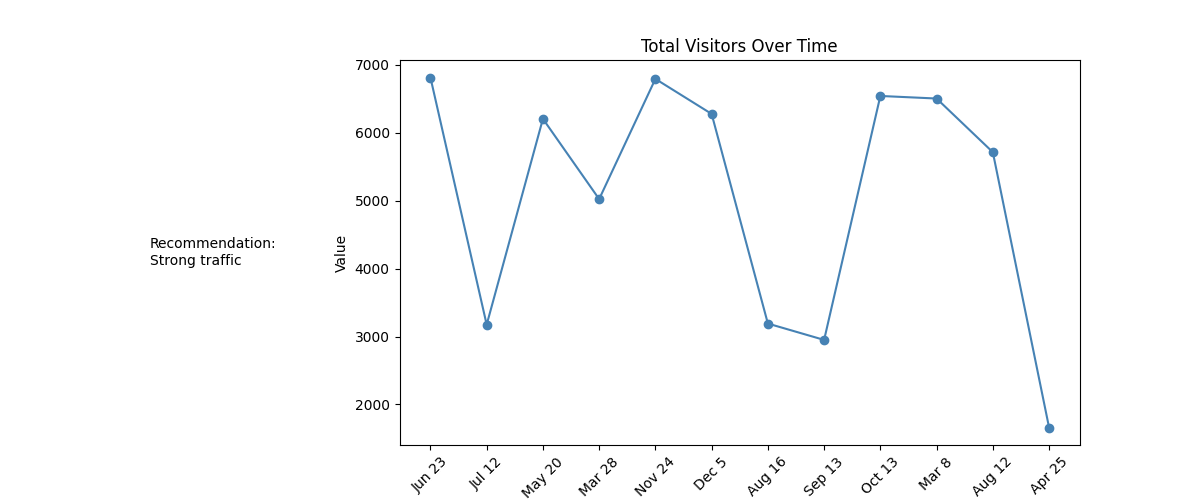 Total Visitors Over Time
Recommendation:
Strong traffic
Value
7000
6000
5000
4000
3000
2000
Jun 23
Jul 12
May 20
Mar 28
Nov 24
Dec 5
Aug 16
Sep 13
Oct 13
Mar 8
Aug 12
Apr 25